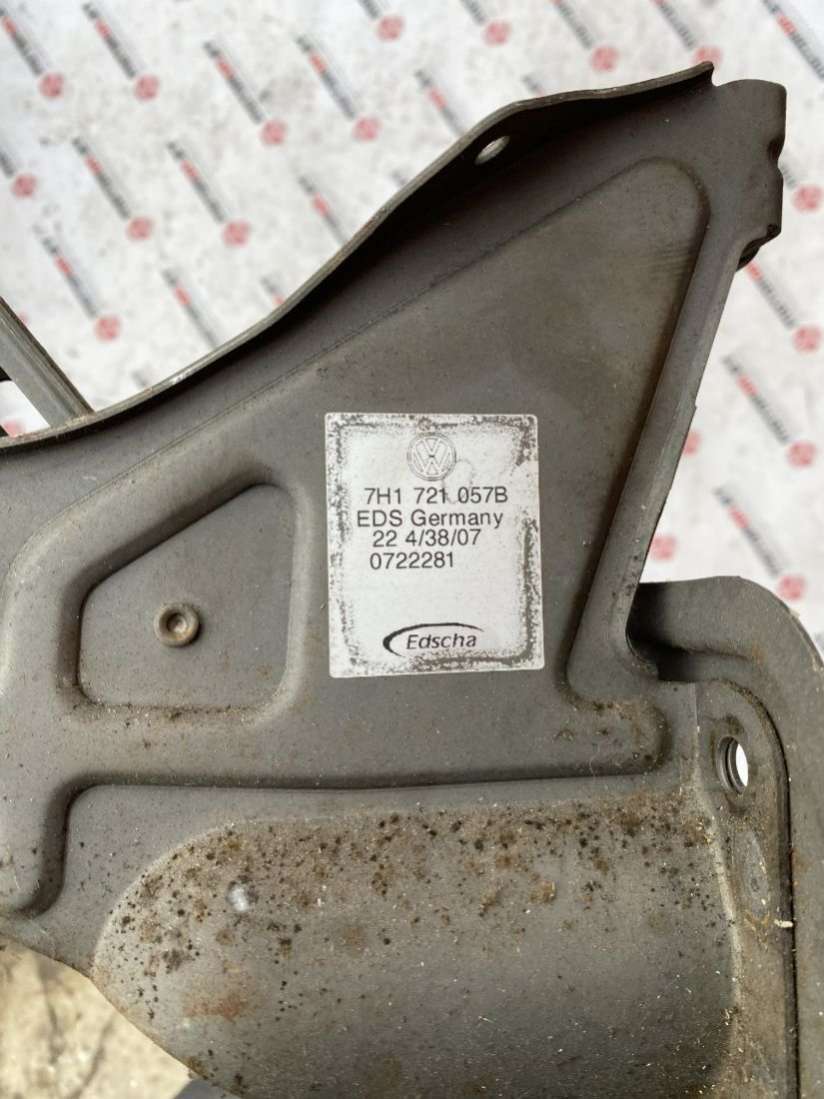 7H1 721 057B
EDS Germany
22 4/38/07
0722281
Edscha